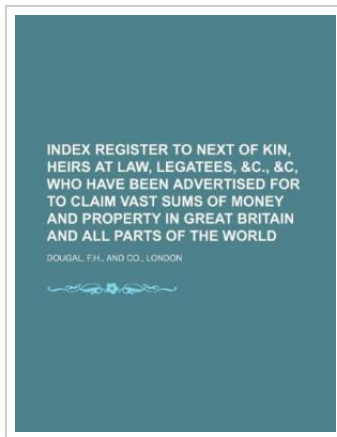 INDEX REGISTER TO NEXT OF KIN,
HEIRS AT LAW, LEGATEES, &C., &C,
WHO HAVE BEEN ADVERTISED FOR
TO CLAIM VAST SUMS OF MONEY
AND PROPERTY IN GREAT BRITAIN
AND ALL PARTS OF THE WORLD
DOUGAL, F.H., AND CO., LONDON